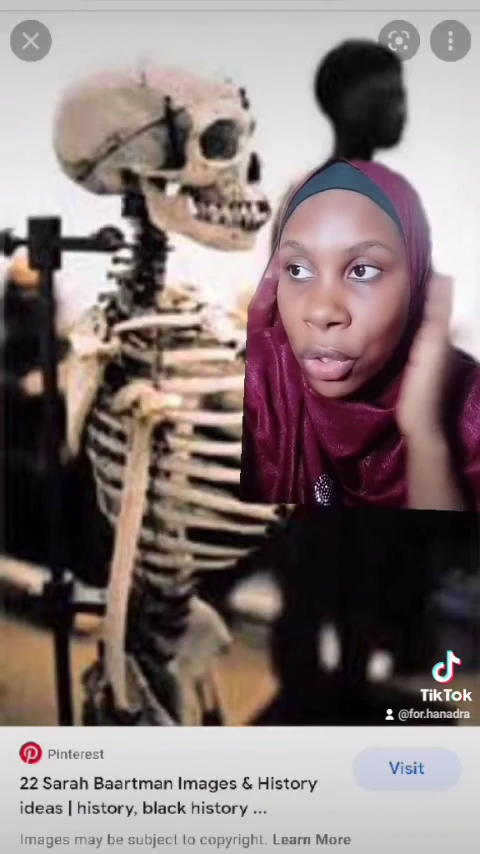 TikTok
@for.hanadra
Pinterest
22 Sarah Baartman Images & History
ideas | history, black history ...
Visit
Images may be subject to copyright. Learn More